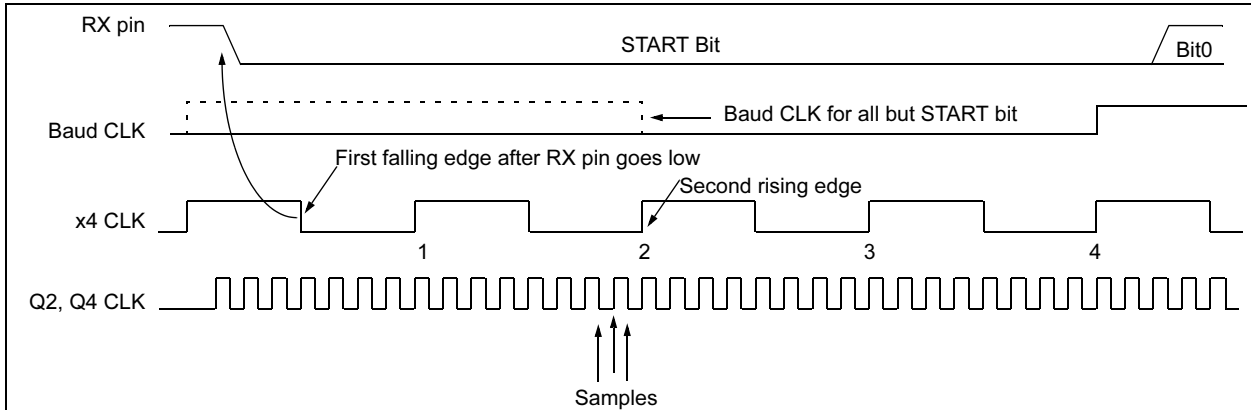 RX pin
START Bit
Bit0
Baud CLK for all but START bit
Baud CLK
First falling edge after RX pin goes low
Second rising edge
x4 CLK
1 2 3 4
Q2, Q4 CLK
Samples